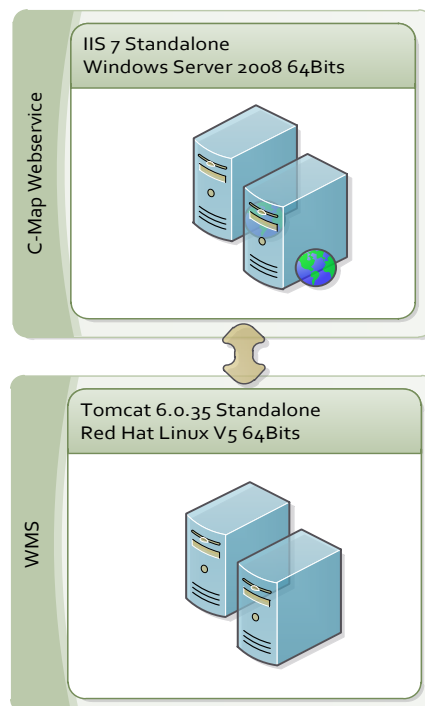 C-Map Webservice
IIS 7 Standalone
Windows Server 2008 64Bits
WMS
Tomcat 6.0.35 Standalone
Red Hat Linux V5 64Bits